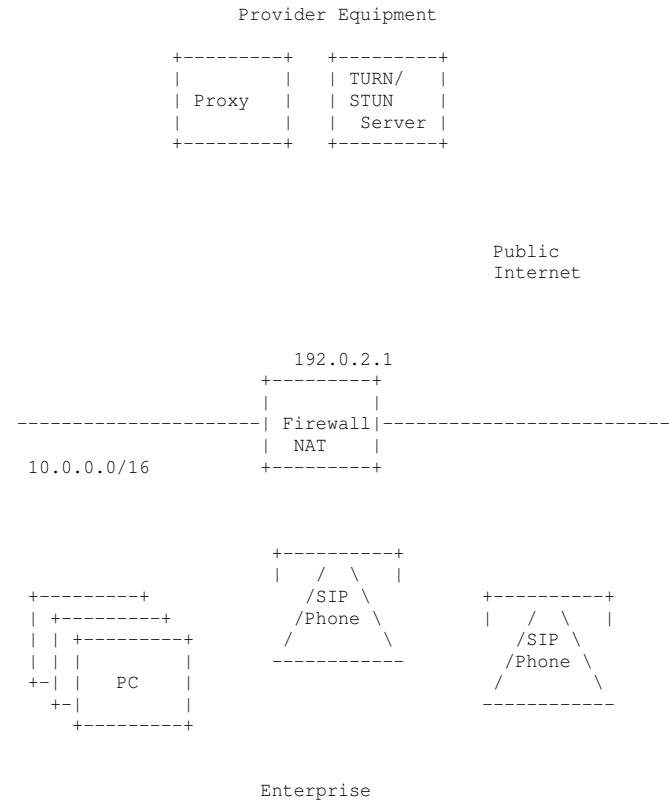 Provider Equipment
Proxy
TURN/
STUN
Server
Public
Internet
192.0.2.1
Firewall
NAT
10.0.0.0/16
SIP
Phone
SIP
Phone
PC
Enterprise